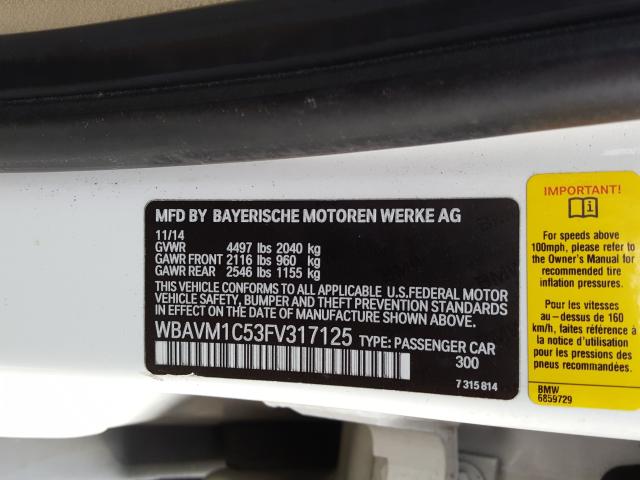 MFD BY BAYERISCHE MOTOREN WERKE AG
11/14
GVWR 4497 lbs 2040 kg
GAWR FRONT 2116 lbs 960 kg
GAWR REAR 2546 lbs 1155 kg
THIS VEHICLE CONFORMS TO ALL APPLICABLE U.S.FEDERAL MOTOR
VEHICLE SAFETY, BUMPER AND THEFT PREVENTION STANDARDS
IN EFFECT ON THE DATE OF MANUFACTURE SHOWN ABOVE.
WBAVM1C53FV317125 TYPE: PASSENGER CAR
300
7 315 814
IMPORTANT!
For speeds above
100mph, please refer to
the Owner's Manual for
recommended tire
inflation pressures.
Pour les vitesses
au-dessus de 160
km/h, faites référence
à la notice d'utilisation
pour les pressions des
pneus recommandées.
BMW
6859729